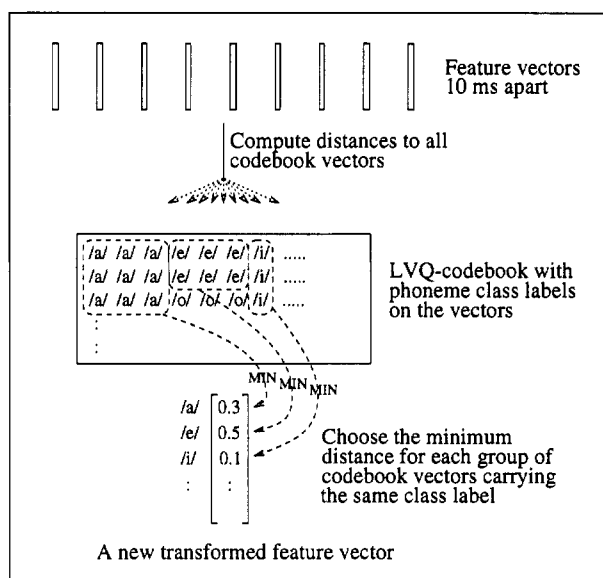 Feature vectors
10 ms apart
Compute distances to all
codebook vectors
/a/ /a/ /a/ /e/ /e/ /e/ /i/ .....
/a/ /a/ /a/ /e/ /e/ /e/ /i/ .....
/a/ /a/ /a/ /o/ /o/ /o/ /i/ .....
LVQ-codebook with
phoneme class labels
on the vectors
MIN MIN MIN
/a/ 0.3
/e/ 0.5
/i/ 0.1
: :
Choose the minimum
distance for each group of
codebook vectors carrying
the same class label
A new transformed feature vector